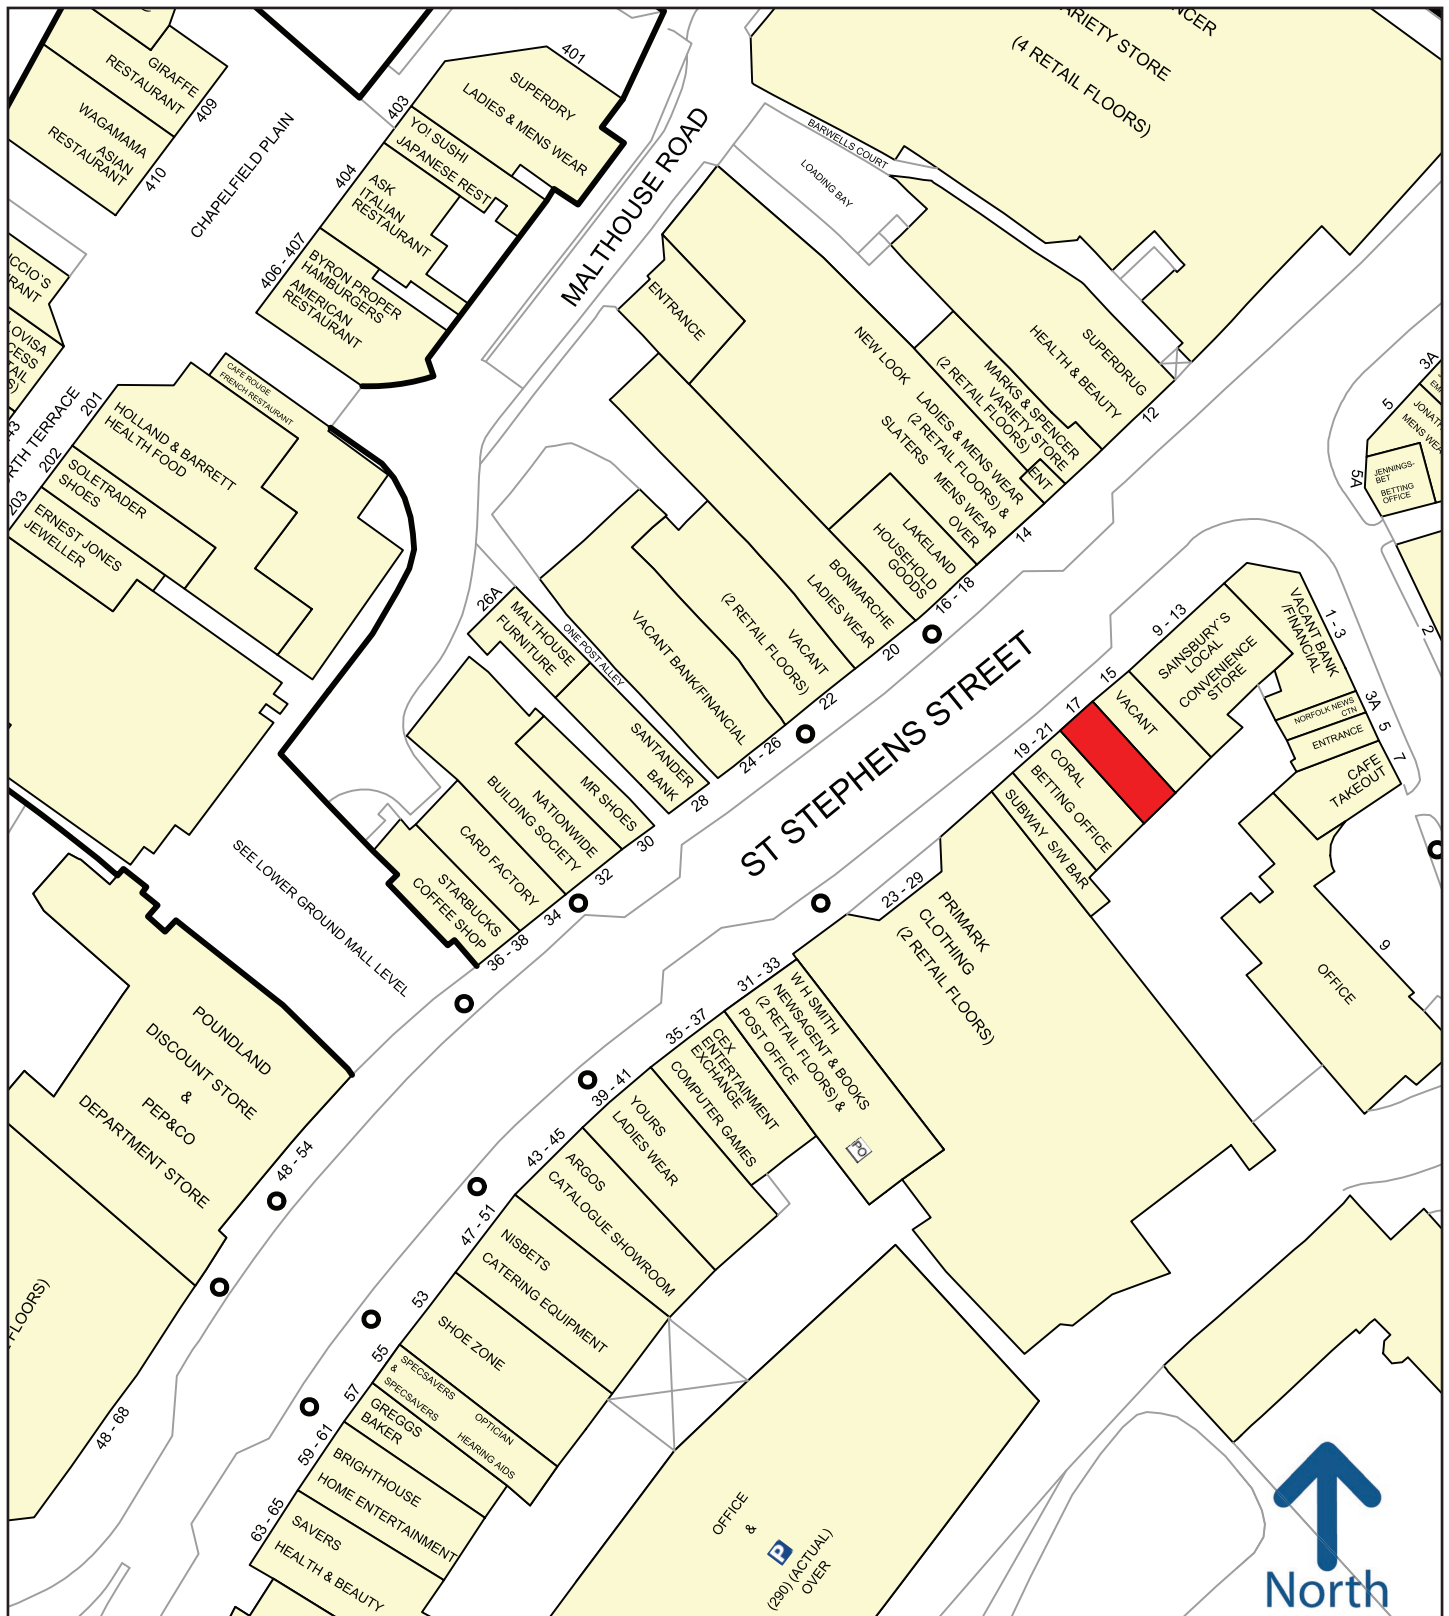 GIRAFFE
RESTAURANT
409
WAGAMAMA
ASIAN
RESTAURANT
410
CHAPELFIELD PLAIN
401
SUPERDRY
LADIES & MENS WEAR
403
YO! SUSHI
JAPANESE REST
404
ASK
ITALIAN
RESTAURANT
406 - 407
BYRON PROPER
HAMBURGERS
AMERICAN
RESTAURANT
MALTHOUSE ROAD
VARIETY STORE
(4 RETAIL FLOORS)
BARWELLS COURT
LOADING BAY
CAFE ROUGE
FRENCH RESTAURANT
201
HOLLAND & BARRETT
HEALTH FOOD
202
SOLETRADER
SHOES
203
ERNEST JONES
JEWELLER
TERRACE
ENTRANCE
NEW LOOK
LADIES & MENS WEAR
(2 RETAIL FLOORS) &
SLATERS
MENS WEAR
OVER
14
MARKS & SPENCER
VARIETY STORE
(2 RETAIL FLOORS)
ENT
SUPERDRUG
HEALTH & BEAUTY
12
LAKELAND
HOUSEHOLD
GOODS
16 - 18
BONMARCHE
LADIES WEAR
20
VACANT
(2 RETAIL FLOORS)
22
VACANT BANK/FINANCIAL
24 - 26
ONE POST ALLEY
26A
MALTHOUSE
FURNITURE
SANTANDER
BANK
28
MR SHOES
30
NATIONWIDE
BUILDING SOCIETY
32
CARD FACTORY
34
STARBUCKS
COFFEE SHOP
36 - 38
SEE LOWER GROUND MALL LEVEL
ST STEPHENS STREET
3A
5
5A
JENNINGS-
BET
BETTING
OFFICE
2
1 - 3
VACANT BANK
/FINANCIAL
9 - 13
SAINSBURY'S
LOCAL
CONVENIENCE
STORE
15
VACANT
17
NORFOLK NEWS
CTN
3A
ENTRANCE
5
CAFE
TAKEOUT
7
19 - 21
CORAL
BETTING OFFICE
SUBWAY S/W BAR
23 - 29
PRIMARK
CLOTHING
(2 RETAIL FLOORS)
9
OFFICE
31 - 33
W H SMITH
NEWSAGENT & BOOKS
(2 RETAIL FLOORS) &
POST OFFICE
PO
35 - 37
CEX
ENTERTAINMENT
EXCHANGE
COMPUTER GAMES
39 - 41
YOURS
LADIES WEAR
43 - 45
ARGOS
CATALOGUE SHOWROOM
47 - 51
NISBETS
CATERING EQUIPMENT
53
SHOE ZONE
55
SPECSAVERS
OPTICIAN
&
SPECSAVERS
HEARING AIDS
57
GREGGS
BAKER
59 - 61
BRIGHTHOUSE
HOME ENTERTAINMENT
63 - 65
SAVERS
HEALTH & BEAUTY
POUNDLAND
DISCOUNT STORE
&
PEP&CO
DEPARTMENT STORE
48 - 54
FLOORS)
48 - 68
OFFICE
&
P
(290) (ACTUAL)
OVER
North